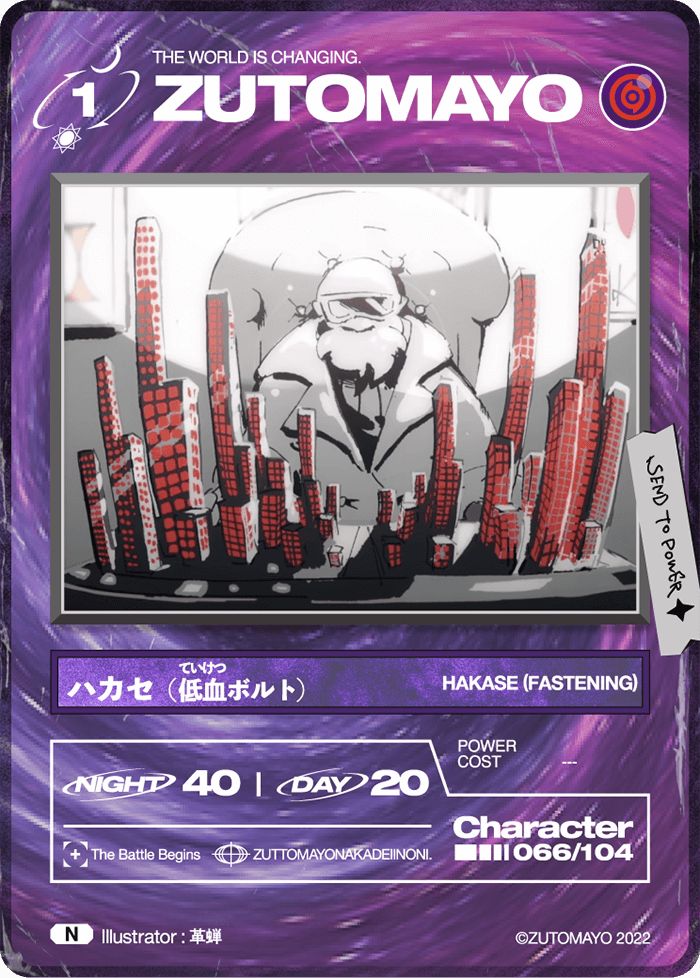 THE WORLD IS CHANGING.
1
ZUTOMAYO
SEND TO POWER
ていけつ
ハカセ（低血ボルト）
HAKASE (FASTENING)
NIGHT 40 | DAY 20
POWER
COST ---
The Battle Begins
ZUTTOMAYONAKADEIINONI.
Character
066/104
N
Illustrator : 革蝉
©ZUTOMAYO 2022